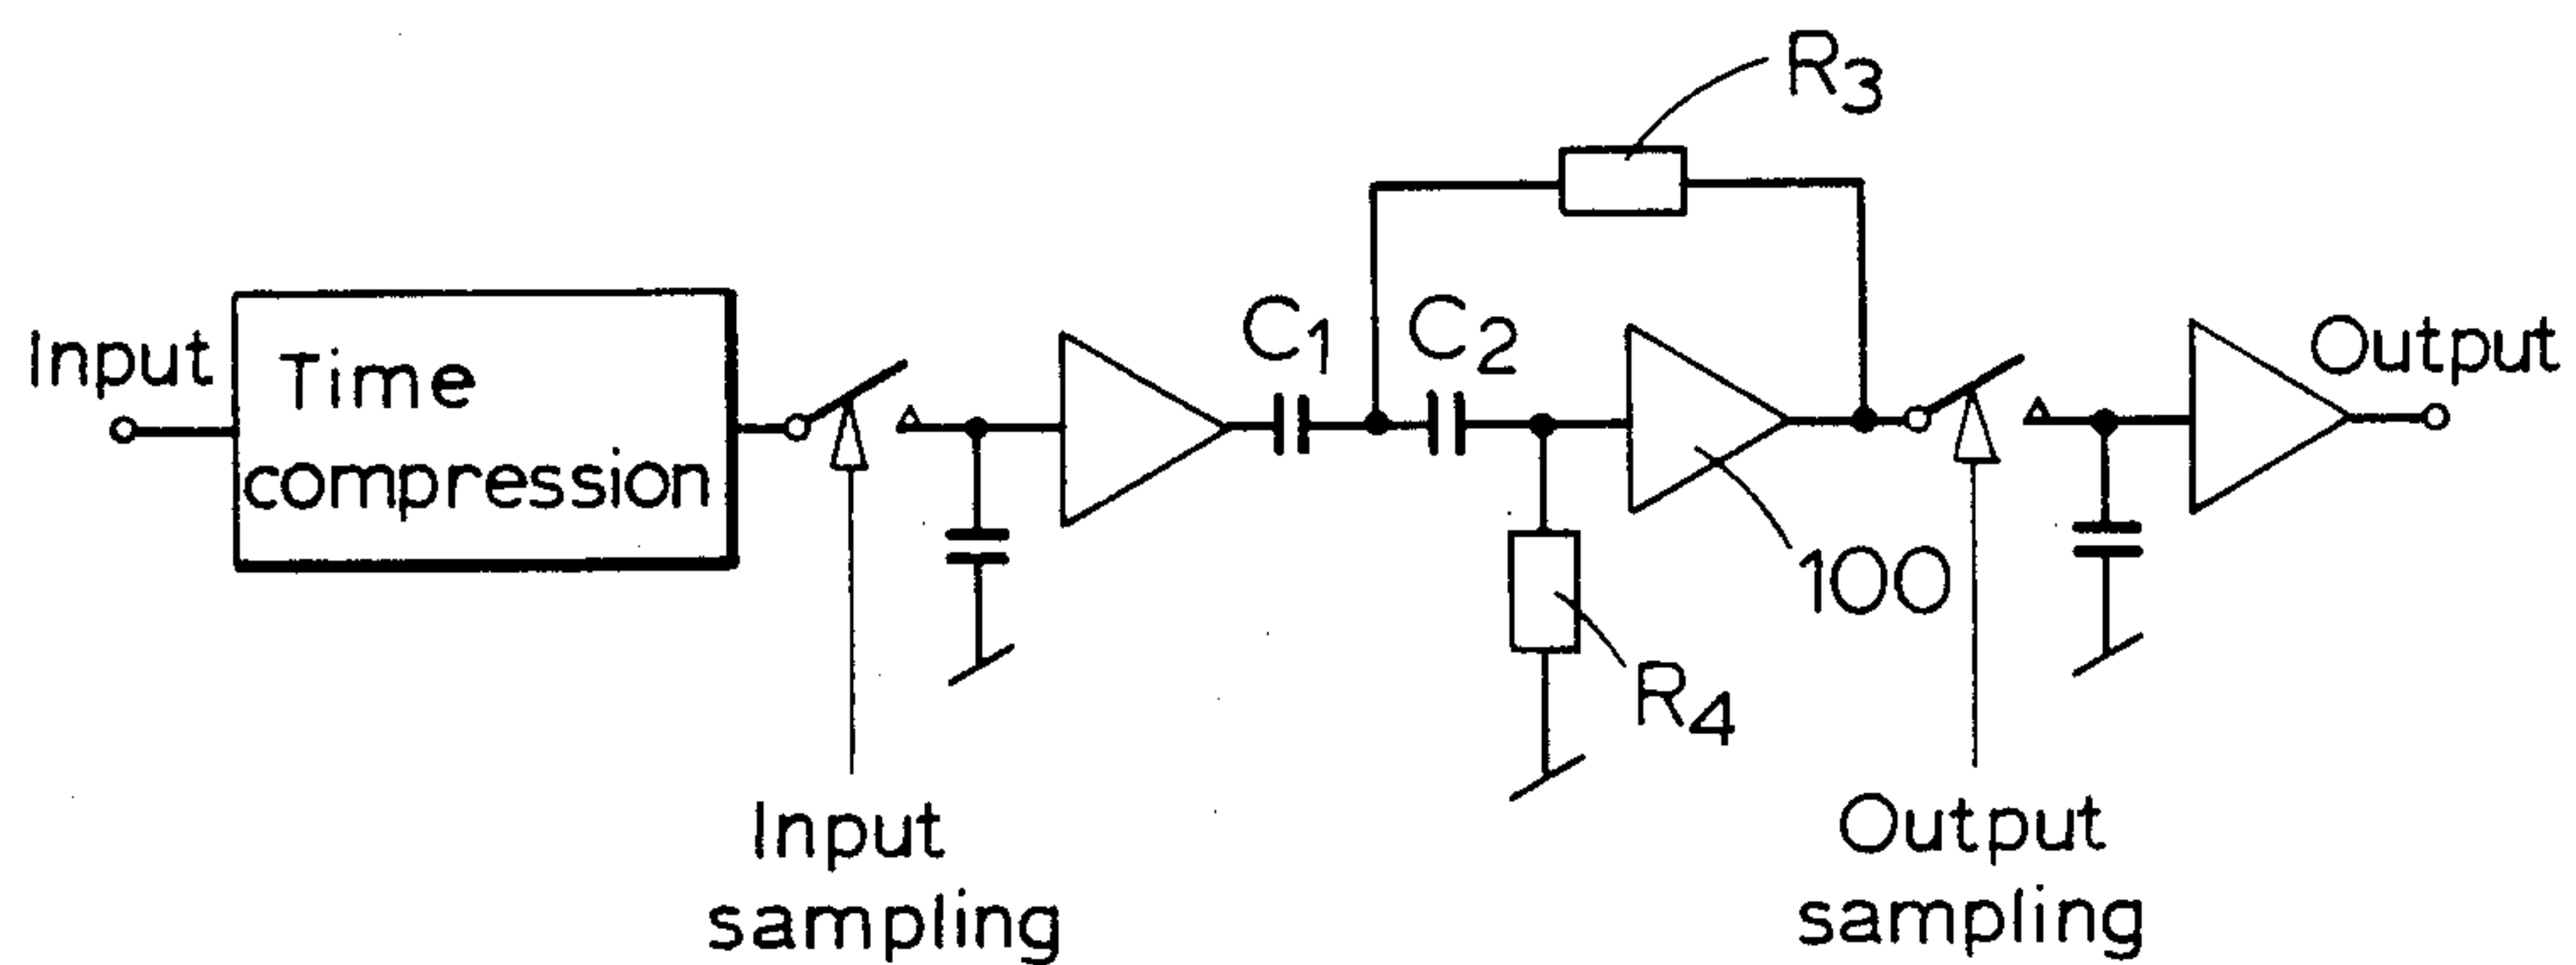 R3
Input
Time
compression
C1
C2
Output
100
R4
Input
sampling
Output
sampling